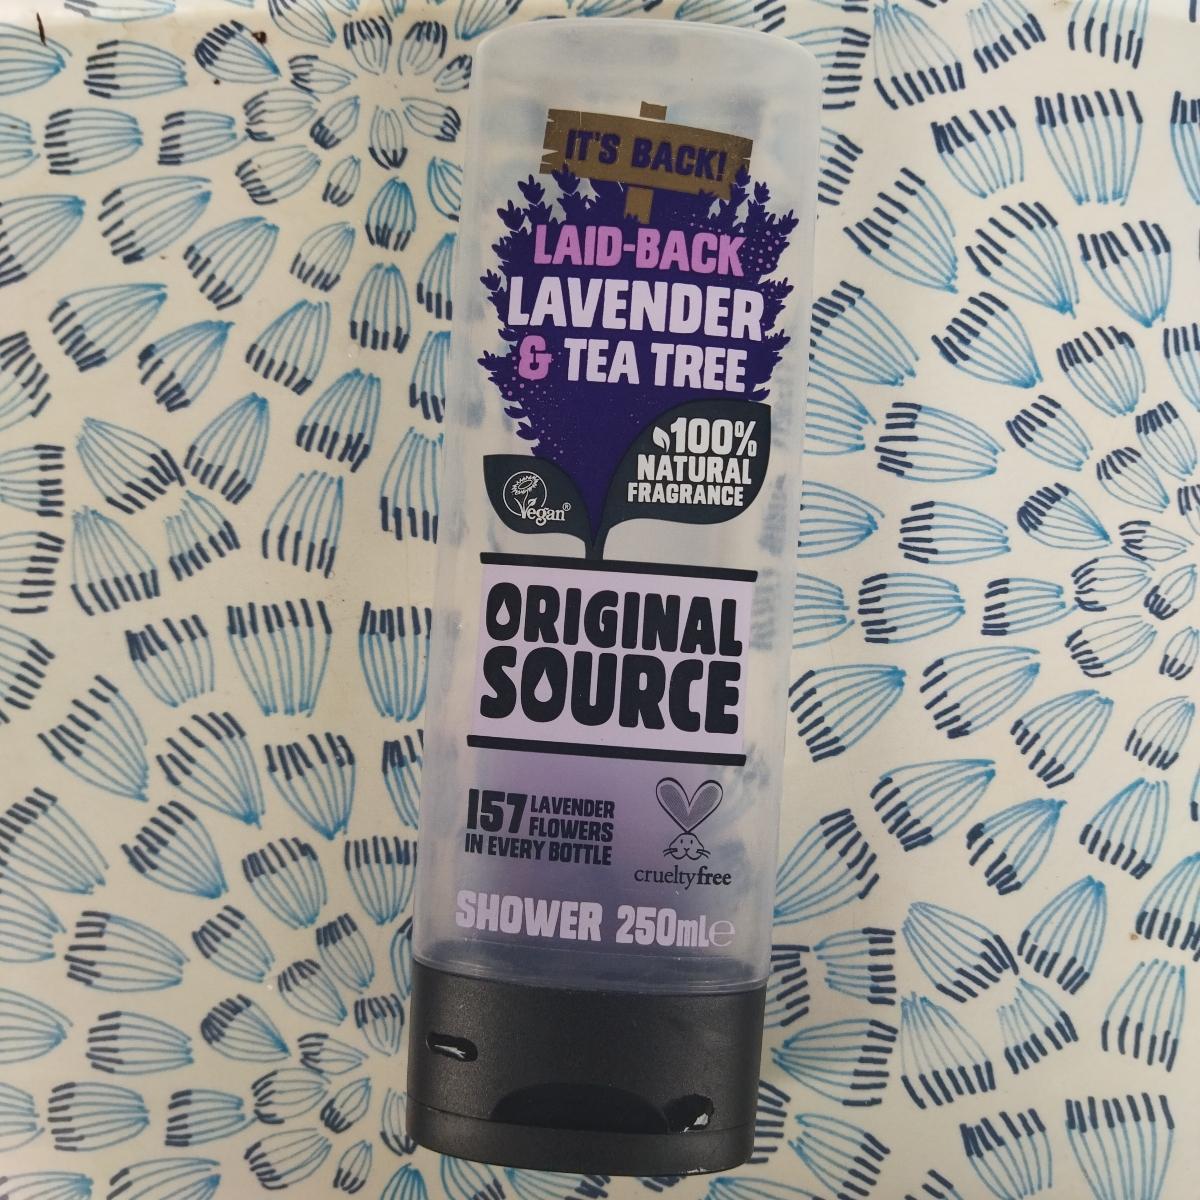 IT'S BACK!
LAID-BACK
LAVENDER
& TEA TREE
100%
NATURAL
FRAGRANCE
Vegan®
ORIGINAL
SOURCE
157 LAVENDER
FLOWERS
IN EVERY BOTTLE
crueltyfree
SHOWER 250ml℮